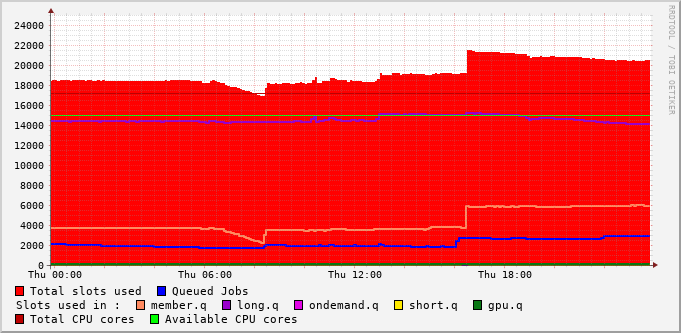 RRDTOOL / TOBI OETIKER
24000
22000
20000
18000
16000
14000
12000
10000
8000
6000
4000
2000
0
Thu 00:00 Thu 06:00 Thu 12:00 Thu 18:00
Total slots used Queued Jobs
Slots used in : member.q long.q ondemand.q short.q gpu.q
Total CPU cores Available CPU cores